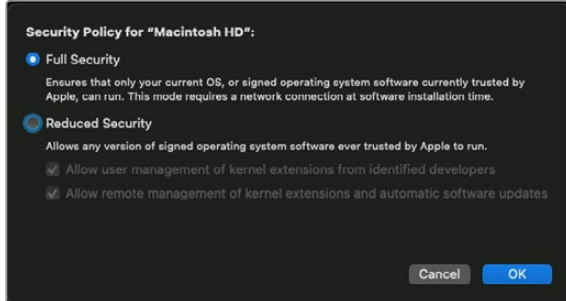 Security Policy for “Macintosh HD”:
Full Security
Ensures that only your current OS, or signed operating system software currently trusted by
Apple, can run. This mode requires a network connection at software installation time.
Reduced Security
Allows any version of signed operating system software ever trusted by Apple to run.
Allow user management of kernel extensions from identified developers
Allow remote management of kernel extensions and automatic software updates
Cancel OK